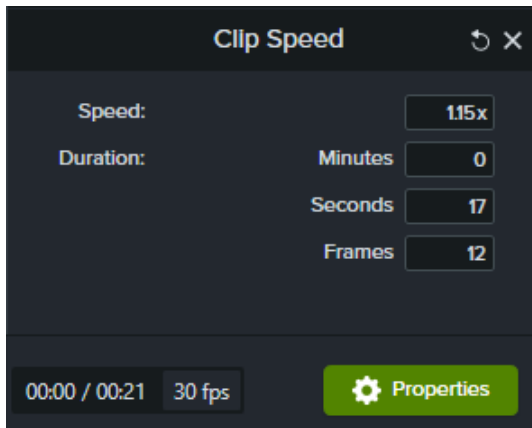 Clip Speed
Speed: 1.15x
Duration: Minutes 0
Seconds 17
Frames 12
00:00 / 00:21 30 fps Properties